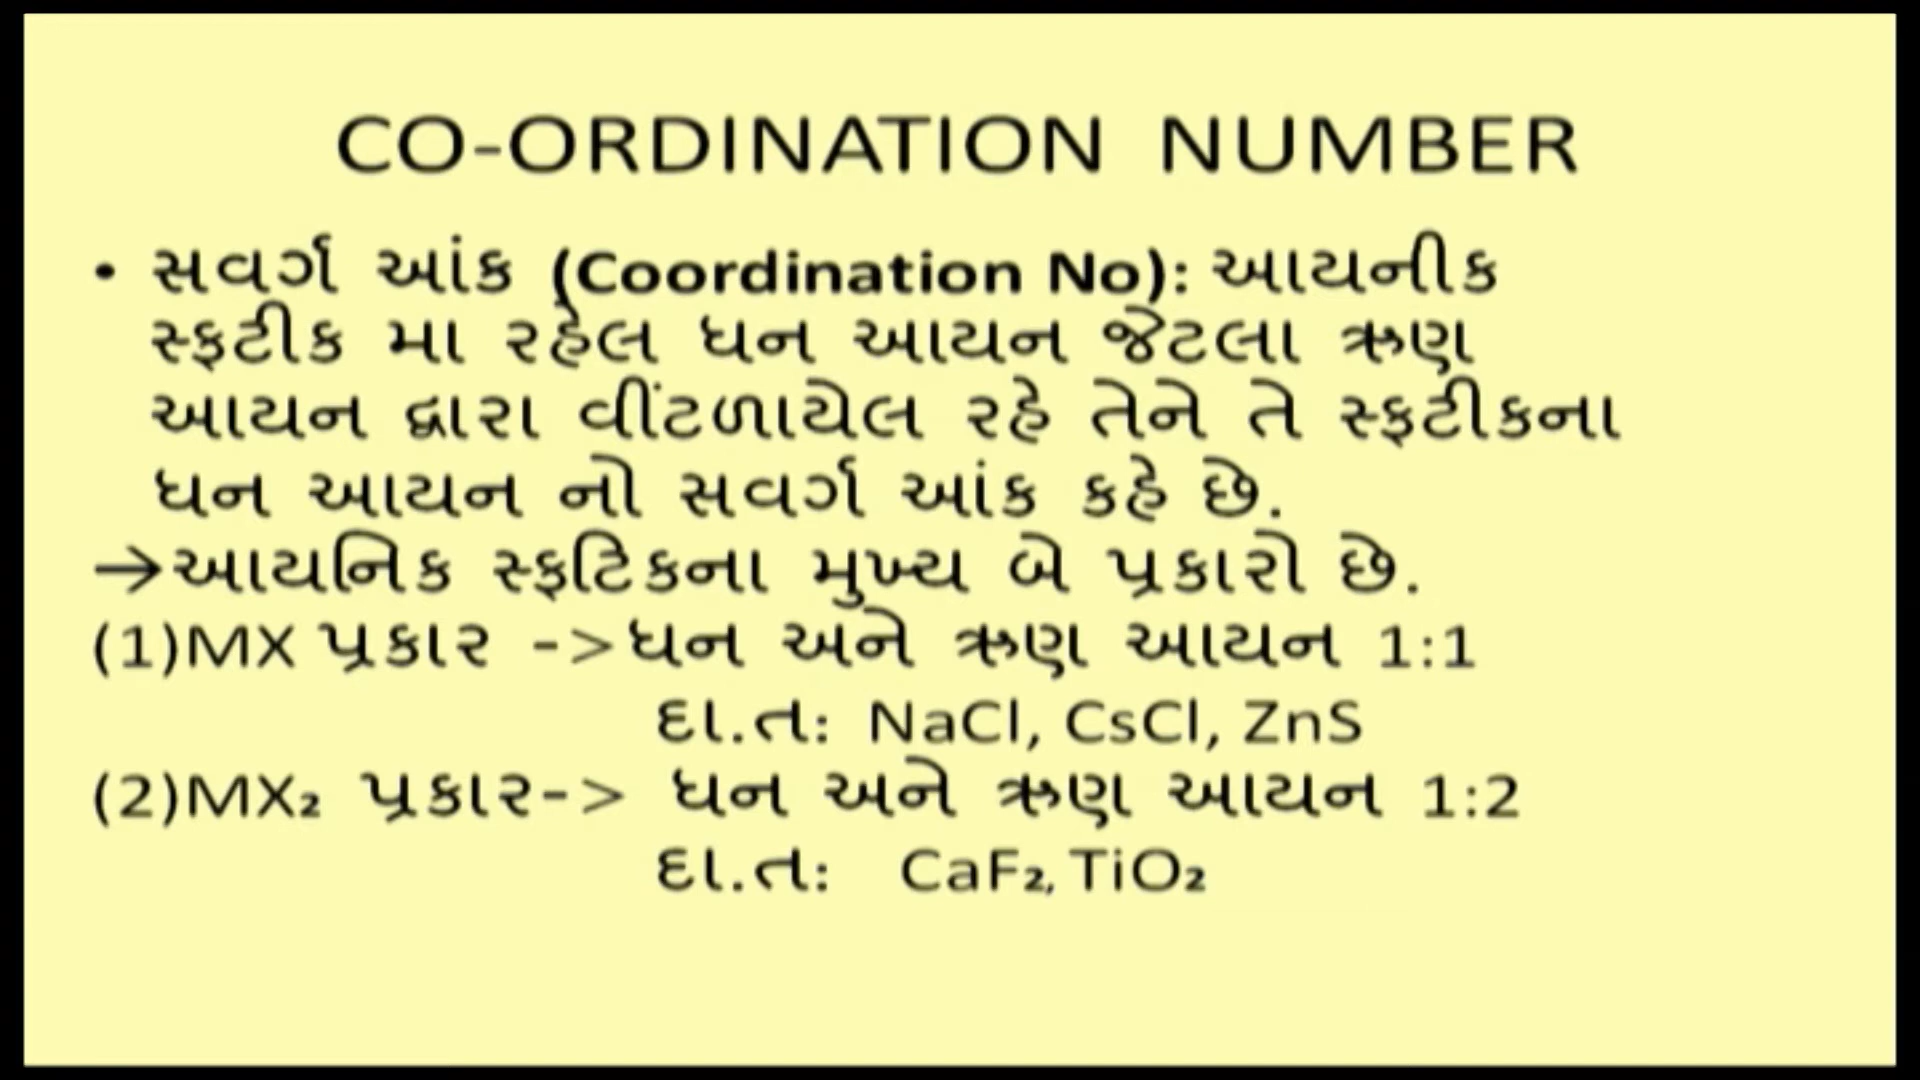 CO-ORDINATION NUMBER
• સવર્ગ આંક (Coordination No): આયનીક
સ્ફટીક મા રહેલ ધન આયન જેટલા ઋણ
આયન દ્વારા વીંટળાયેલ રહે તેને તે સ્ફટીકના
ધન આયન નો સવર્ગ આંક કહે છે.
→આયનિક સ્ફટિકના મુખ્ય બે પ્રકારો છે.
(1)MX પ્રકાર ->ધન અને ઋણ આયન 1:1
દા.ત: NaCl, CsCl, ZnS
(2)MX₂ પ્રકાર-> ધન અને ઋણ આયન 1:2
દા.ત: CaF₂, TiO₂